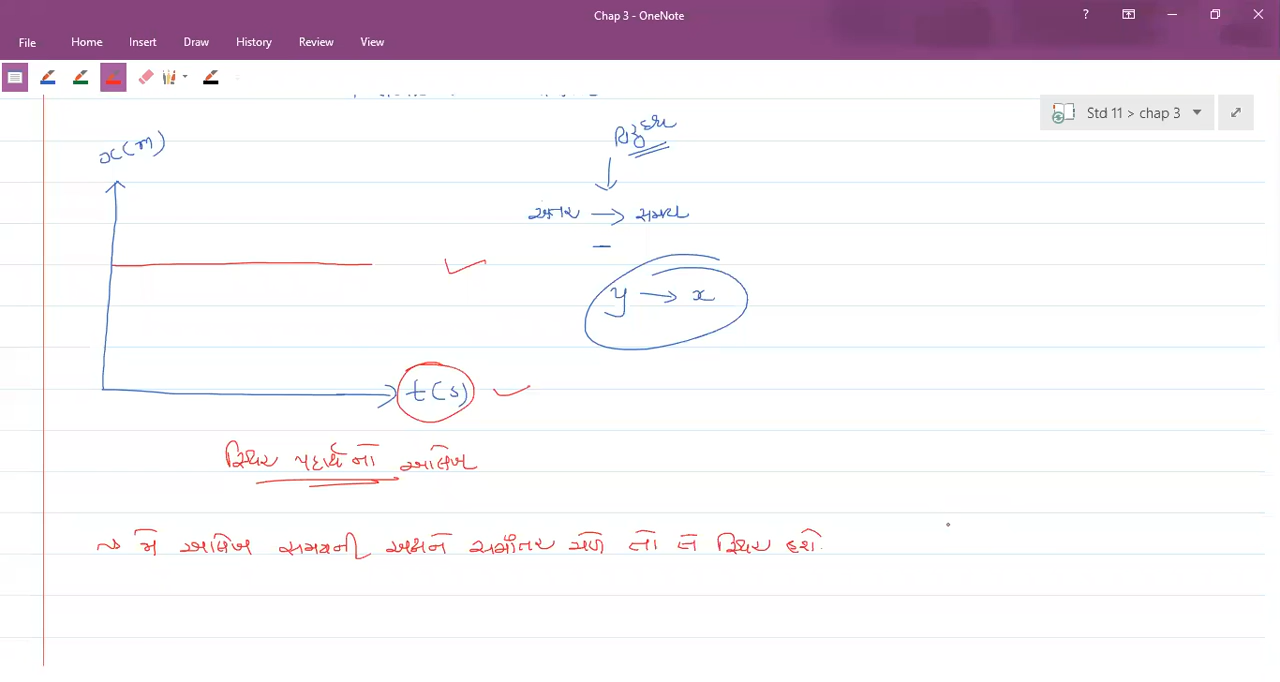 Chap 3 - OneNote
?
File Home Insert Draw History Review View
Std 11 > chap 3
x(m)
અંતર → સમય
y → x
t(s)
સ્થિર પદાર્થનો આલેખ
→ જો આલેખ સમયની અક્ષને સમાંતર મળે તો તે સ્થિર હશે.